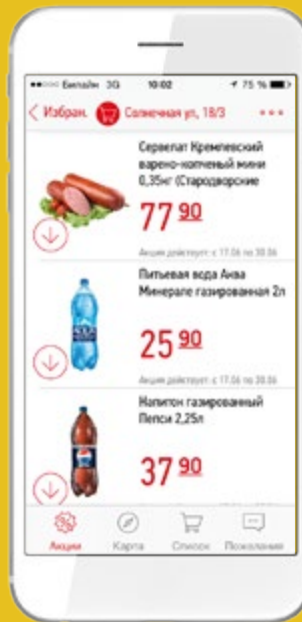 Билайн 3G 10:02 75 %
Избран. Солнечная ул, 18/3
Сервелат Кремлевский
варено-копченый мини
0,35кг (Стародворские
77 90
Акция действует: с 17.06 по 30.06
Питьевая вода Аква
Минерале газированная 2л
25 90
Акция действует: с 17.06 по 30.06
Напиток газированный
Пепси 2,25л
37 90
Акции Карта Список Пожелания